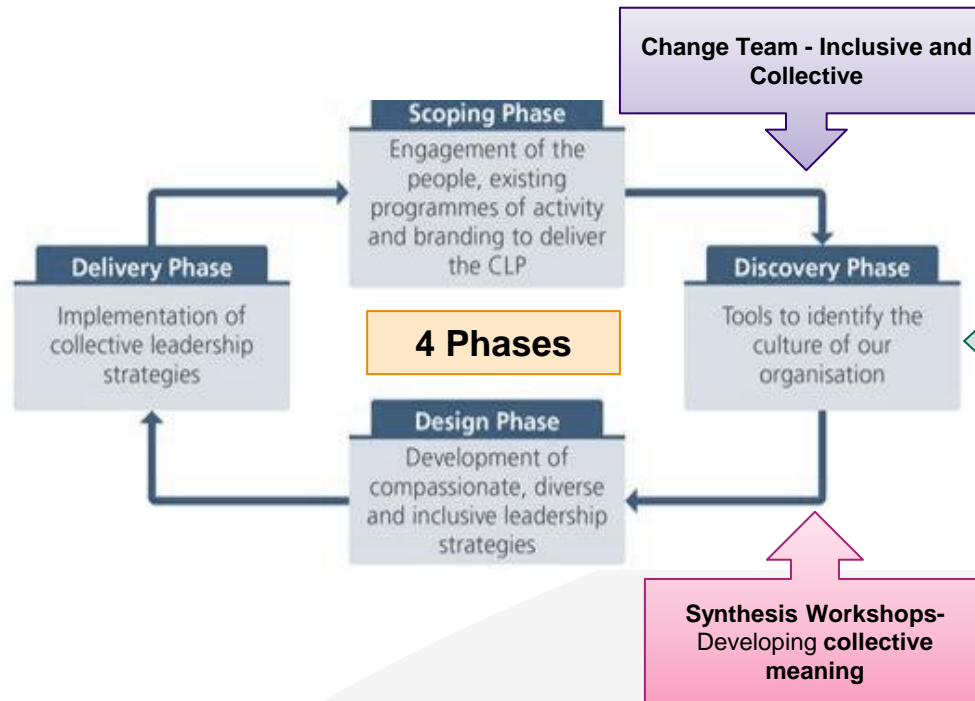 Change Team - Inclusive and
Collective
Scoping Phase
Engagement of the
people, existing
programmes of activity
and branding to deliver
the CLP
Delivery Phase
Implementation of
collective leadership
strategies
4 Phases
Discovery Phase
Tools to identify the
culture of our
organisation
Design Phase
Development of
compassionate, diverse
and inclusive leadership
strategies
Synthesis Workshops-
Developing collective
meaning